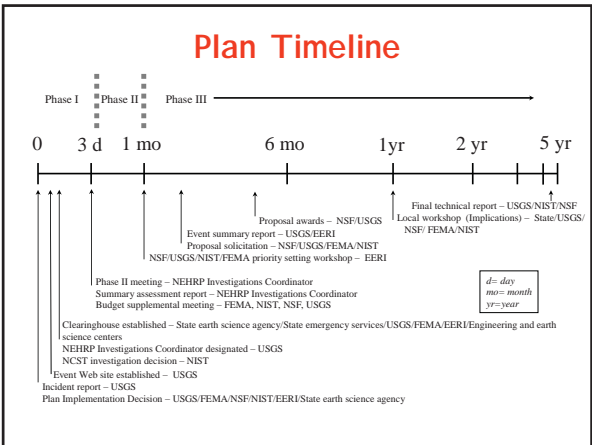 Plan Timeline
Phase I
Phase II
Phase III
0
3 d
1 mo
6 mo
1yr
2 yr
5 yr
Final technical report – USGS/NIST/NSF
Local workshop (Implications) – State/USGS/
NSF/ FEMA/NIST
Proposal awards – NSF/USGS
Event summary report – USGS/EERI
Proposal solicitation – NSF/USGS/FEMA/NIST
NSF/USGS/NIST/FEMA priority setting workshop – EERI
Phase II meeting – NEHRP Investigations Coordinator
Summary assessment report – NEHRP Investigations Coordinator
Budget supplemental meeting – FEMA, NIST, NSF, USGS
d= day
mo= month
yr=year
Clearinghouse established – State earth science agency/State emergency services/USGS/FEMA/EERI/Engineering and earth
science centers
NEHRP Investigations Coordinator designated – USGS
NCST investigation decision – NIST
Event Web site established – USGS
Incident report – USGS
Plan Implementation Decision – USGS/FEMA/NSF/NIST/EERI/State earth science agency